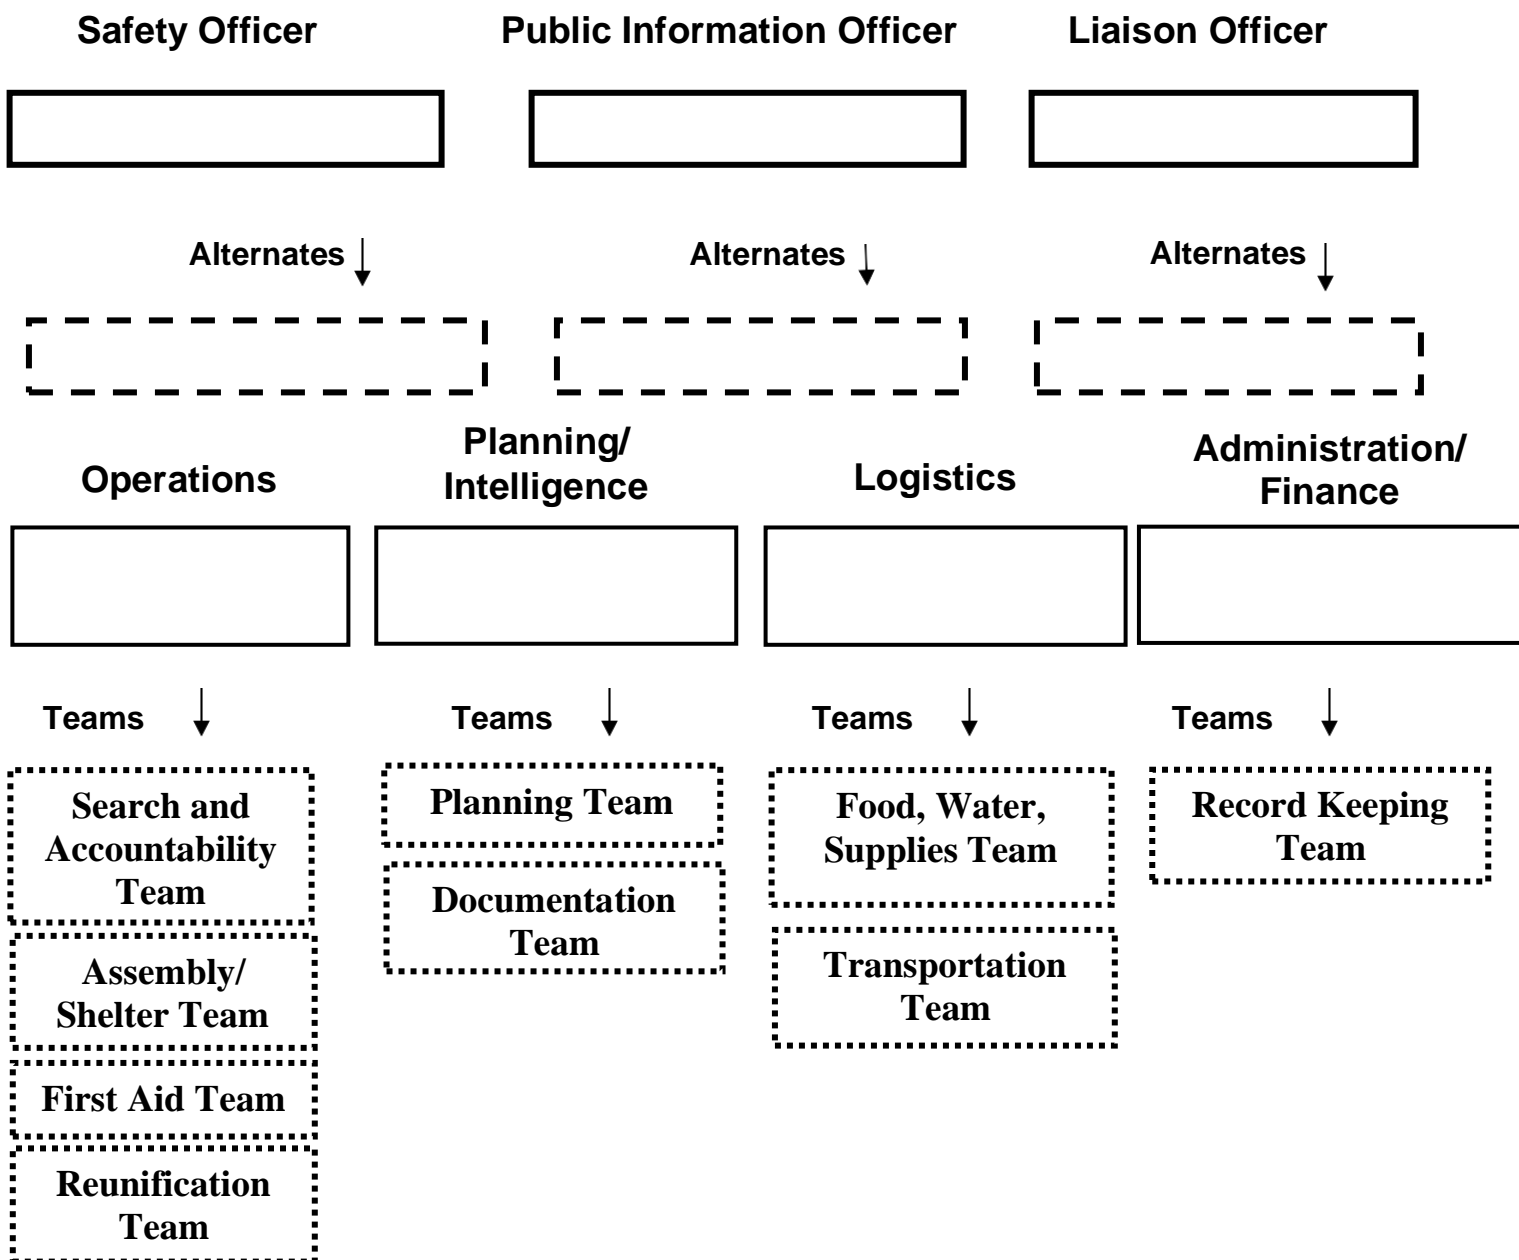 Safety Officer
Public Information Officer
Liaison Officer
Alternates
Alternates
Alternates
Operations
Planning/
Intelligence
Logistics
Administration/
Finance
Teams
Teams
Teams
Teams
Search and
Accountability
Team
Assembly/
Shelter Team
First Aid Team
Reunification
Team
Planning Team
Documentation
Team
Food, Water,
Supplies Team
Transportation
Team
Record Keeping
Team